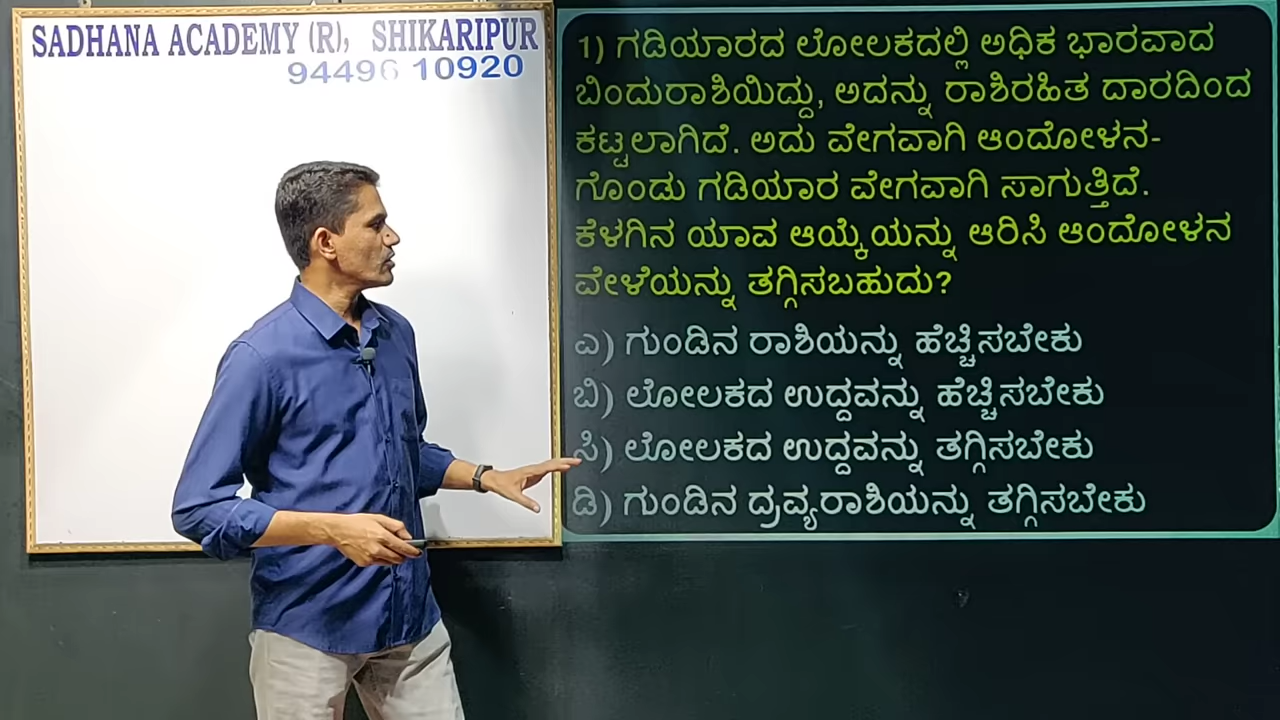 SADHANA ACADEMY (R), SHIKARIPUR
94496 10920
1) ಗಡಿಯಾರದ ಲೋಲಕದಲ್ಲಿ ಅಧಿಕ ಭಾರವಾದ
ಬಿಂದುರಾಶಿಯಿದ್ದು, ಅದನ್ನು ರಾಶಿರಹಿತ ದಾರದಿಂದ
ಕಟ್ಟಲಾಗಿದೆ. ಅದು ವೇಗವಾಗಿ ಆಂದೋಳನ-
ಗೊಂಡು ಗಡಿಯಾರ ವೇಗವಾಗಿ ಸಾಗುತ್ತಿದೆ.
ಕೆಳಗಿನ ಯಾವ ಆಯ್ಕೆಯನ್ನು ಆರಿಸಿ ಆಂದೋಳನ
ವೇಳೆಯನ್ನು ತಗ್ಗಿಸಬಹುದು?
ಎ) ಗುಂಡಿನ ರಾಶಿಯನ್ನು ಹೆಚ್ಚಿಸಬೇಕು
ಬಿ) ಲೋಲಕದ ಉದ್ದವನ್ನು ಹೆಚ್ಚಿಸಬೇಕು
ಸಿ) ಲೋಲಕದ ಉದ್ದವನ್ನು ತಗ್ಗಿಸಬೇಕು
ಡಿ) ಗುಂಡಿನ ದ್ರವ್ಯರಾಶಿಯನ್ನು ತಗ್ಗಿಸಬೇಕು